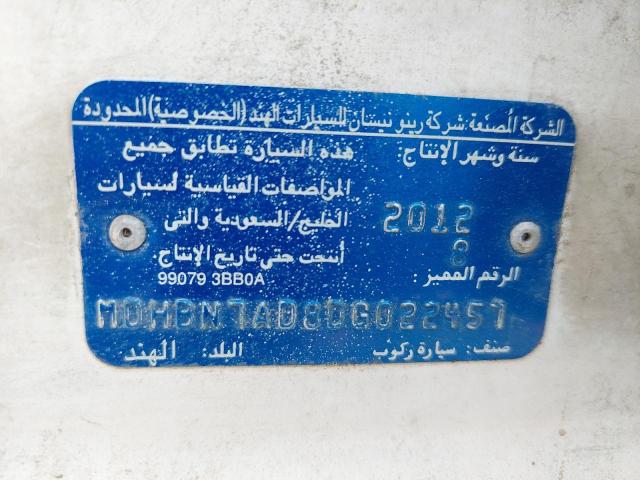 الشركة المصنعة: شركة رينو نيسان للسيارات الهند (الخصوصية) المحدودة
سنة وشهر الإنتاج: هذه السيارة تطابق جميع
المواصفات القياسية لسيارات
2012 الخليج/السعودية والتى
8 أنتجت حتى تاريخ الإنتاج
الرقم المميز: 99079 3BB0A
MDHBN7AD8DG022457
صنف: سيارة ركوب البلد: الهند